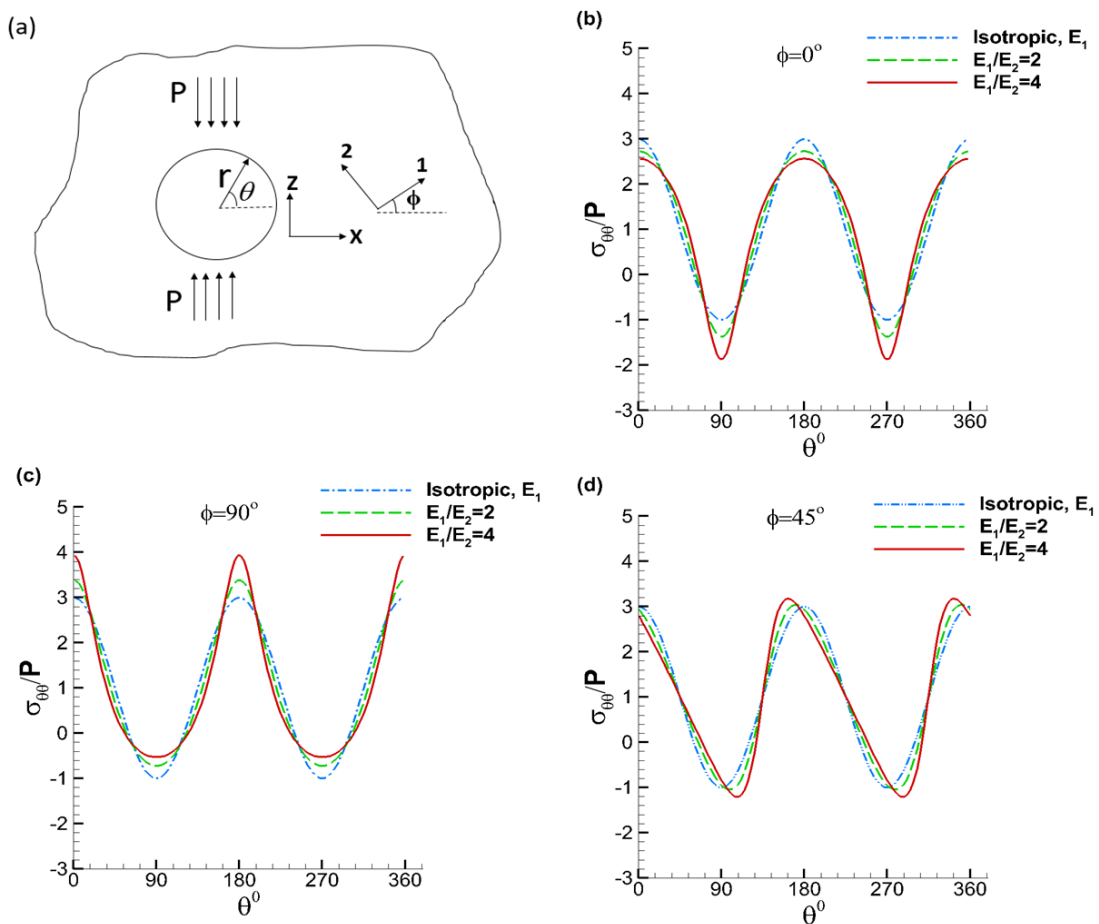 (a)
P
r
θ
Z
X
2
1
ϕ
P
(b)
ϕ=0°
Isotropic, E₁
E₁/E₂=2
E₁/E₂=4
σθθ/P
5
4
3
2
1
0
-1
-2
-3
0 90 180 270 360
θ⁰
(c)
ϕ=90°
Isotropic, E₁
E₁/E₂=2
E₁/E₂=4
σθθ/P
5
4
3
2
1
0
-1
-2
-3
0 90 180 270 360
θ⁰
(d)
ϕ=45°
Isotropic, E₁
E₁/E₂=2
E₁/E₂=4
σθθ/P
5
4
3
2
1
0
-1
-2
-3
0 90 180 270 360
θ⁰